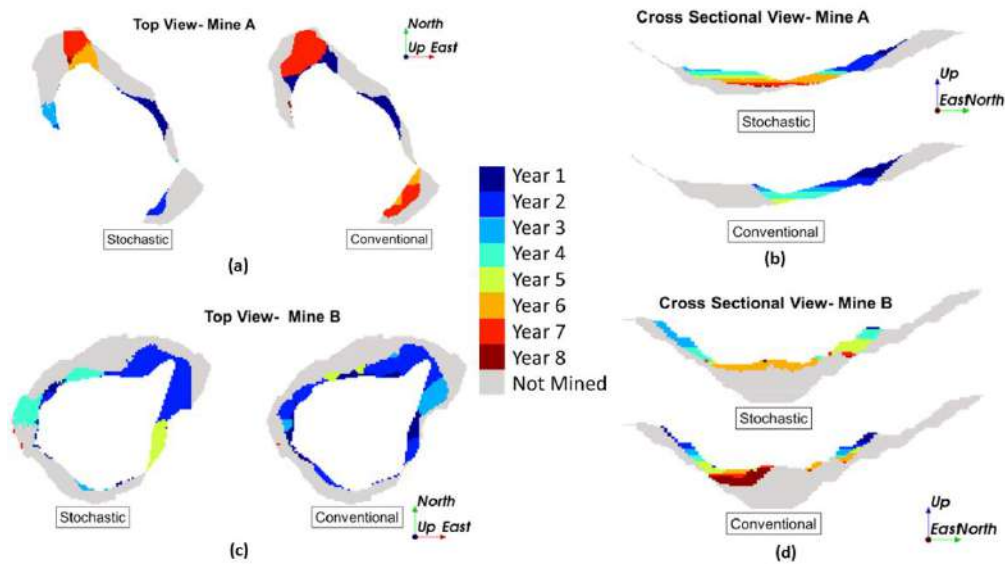 Top View- Mine A
North
Up East
Stochastic
Conventional
(a)
Cross Sectional View- Mine A
Up
EastNorth
Stochastic
Conventional
(b)
Year 1
Year 2
Year 3
Year 4
Year 5
Year 6
Year 7
Year 8
Not Mined
Top View- Mine B
Stochastic
Conventional
North
Up East
(c)
Cross Sectional View- Mine B
Stochastic
Conventional
Up
EastNorth
(d)